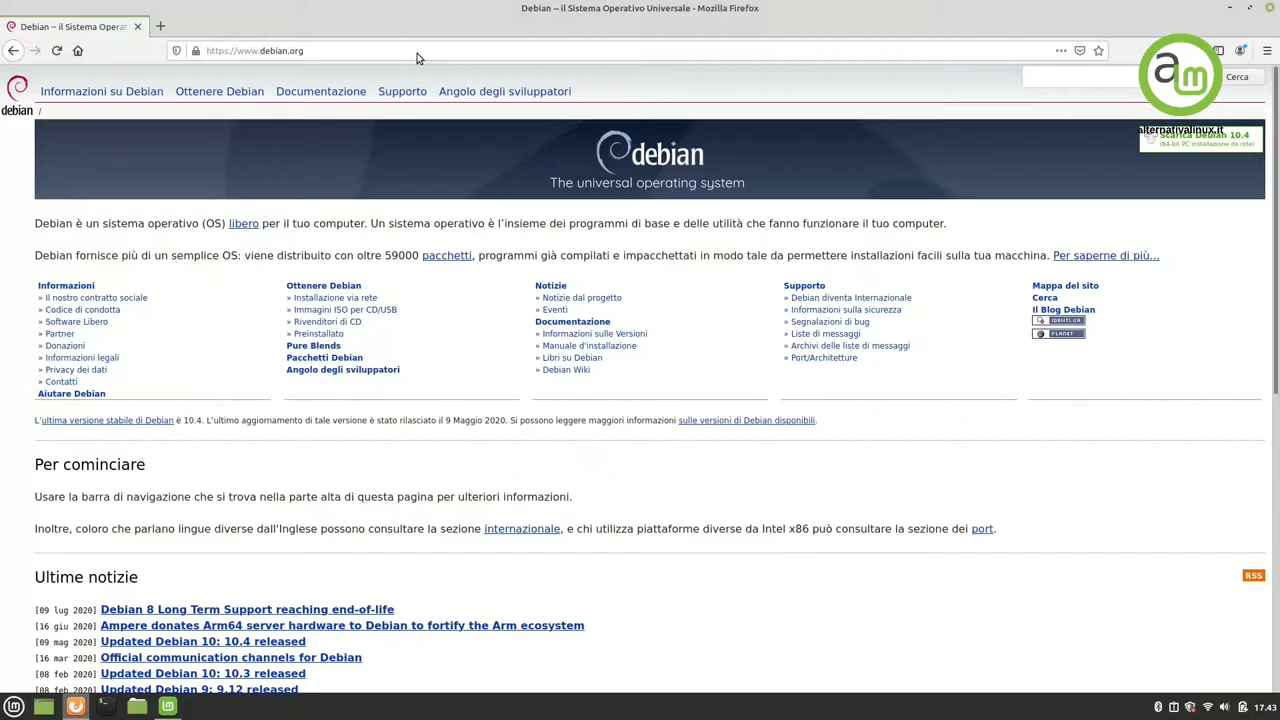 Debian -- il Sistema Operativo Universale - Mozilla Firefox
Debian -- il Sistema Operat
https://www.debian.org
Informazioni su Debian
Ottenere Debian
Documentazione
Supporto
Angolo degli sviluppatori
Cerca
am
alternativalinux.it
debian
/
Scarica Debian 10.4
(64-bit PC installazione da rete)
debian
The universal operating system
Debian è un sistema operativo (OS) libero per il tuo computer. Un sistema operativo è l'insieme dei programmi di base e delle utilità che fanno funzionare il tuo computer.
Debian fornisce più di un semplice OS: viene distribuito con oltre 59000 pacchetti, programmi già compilati e impacchettati in modo tale da permettere installazioni facili sulla tua macchina. Per saperne di più...
Informazioni
» Il nostro contratto sociale
» Codice di condotta
» Software Libero
» Partner
» Donazioni
» Informazioni legali
» Privacy dei dati
» Contatti
Aiutare Debian
Ottenere Debian
» Installazione via rete
» Immagini ISO per CD/USB
» Rivenditori di CD
» Preinstallato
Pure Blends
Pacchetti Debian
Angolo degli sviluppatori
Notizie
» Notizie dal progetto
» Eventi
Documentazione
» Informazioni sulle Versioni
» Manuale d'installazione
» Libri su Debian
» Debian Wiki
Supporto
» Debian diventa Internazionale
» Informazioni sulla sicurezza
» Segnalazioni di bug
» Liste di messaggi
» Archivi delle liste di messaggi
» Port/Architetture
Mappa del sito
Cerca
Il Blog Debian
IDENTI.CA
PLANET
L'ultima versione stabile di Debian è 10.4. L'ultimo aggiornamento di tale versione è stato rilasciato il 9 Maggio 2020. Si possono leggere maggiori informazioni sulle versioni di Debian disponibili.
Per cominciare
Usare la barra di navigazione che si trova nella parte alta di questa pagina per ulteriori informazioni.
Inoltre, coloro che parlano lingue diverse dall'Inglese possono consultare la sezione internazionale, e chi utilizza piattaforme diverse da Intel x86 può consultare la sezione dei port.
Ultime notizie
RSS
[09 lug 2020] Debian 8 Long Term Support reaching end-of-life
[16 giu 2020] Ampere donates Arm64 server hardware to Debian to fortify the Arm ecosystem
[09 mag 2020] Updated Debian 10: 10.4 released
[16 mar 2020] Official communication channels for Debian
[08 feb 2020] Updated Debian 10: 10.3 released
[08 feb 2020] Updated Debian 9: 9.12 released
17.43